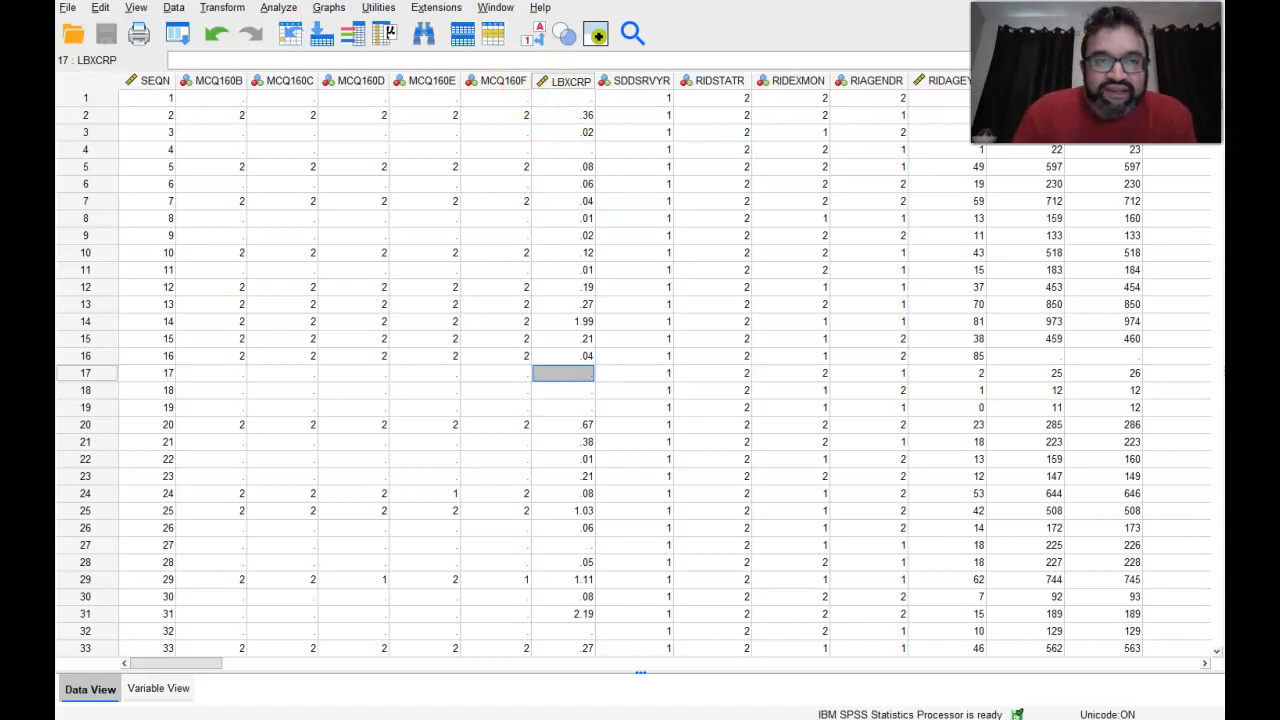 File Edit View Data Transform Analyze Graphs Utilities Extensions Window Help
17 : LBXCRP
SEQN MCQ160B MCQ160C MCQ160D MCQ160E MCQ160F LBXCRP SDDSRVYR RIDSTATR RIDEXMON RIAGENDR RIDAGEY
1 1 . . . . . . 1 2 2 2
2 2 2 2 2 2 2 .36 1 2 2 1
3 3 . . . . . .02 1 2 1 2
4 4 . . . . . . 1 2 2 1 1 22 23
5 5 2 2 2 2 2 .08 1 2 2 1 49 597 597
6 6 . . . . . .06 1 2 2 2 19 230 230
7 7 2 2 2 2 2 .04 1 2 2 2 59 712 712
8 8 . . . . . .01 1 2 1 1 13 159 160
9 9 . . . . . .02 1 2 2 2 11 133 133
10 10 2 2 2 2 2 .12 1 2 2 1 43 518 518
11 11 . . . . . .01 1 2 2 1 15 183 184
12 12 2 2 2 2 2 .19 1 2 1 1 37 453 454
13 13 2 2 2 2 2 .27 1 2 2 1 70 850 850
14 14 2 2 2 2 2 1.99 1 2 1 1 81 973 974
15 15 2 2 2 2 2 .21 1 2 1 2 38 459 460
16 16 2 2 2 2 2 .04 1 2 1 2 85 . .
17 17 . . . . . . 1 2 2 1 2 25 26
18 18 . . . . . . 1 2 1 2 1 12 12
19 19 . . . . . . 1 2 1 1 0 11 12
20 20 2 2 2 2 2 .67 1 2 2 2 23 285 286
21 21 . . . . . .38 1 2 2 1 18 223 223
22 22 . . . . . .01 1 2 1 2 13 159 160
23 23 . . . . . .21 1 2 2 2 12 147 149
24 24 2 2 2 1 2 .08 1 2 1 2 53 644 646
25 25 2 2 2 2 2 1.03 1 2 2 1 42 508 508
26 26 . . . . . .06 1 2 1 2 14 172 173
27 27 . . . . . . 1 2 1 1 18 225 226
28 28 . . . . . .05 1 2 2 1 18 227 228
29 29 2 2 1 2 1 1.11 1 2 1 1 62 744 745
30 30 . . . . . .08 1 2 2 2 7 92 93
31 31 . . . . . 2.19 1 2 2 2 15 189 189
32 32 . . . . . . 1 2 2 1 10 129 129
33 33 2 2 2 2 2 .27 1 2 1 1 46 562 563
Data View Variable View
IBM SPSS Statistics Processor is ready Unicode:ON